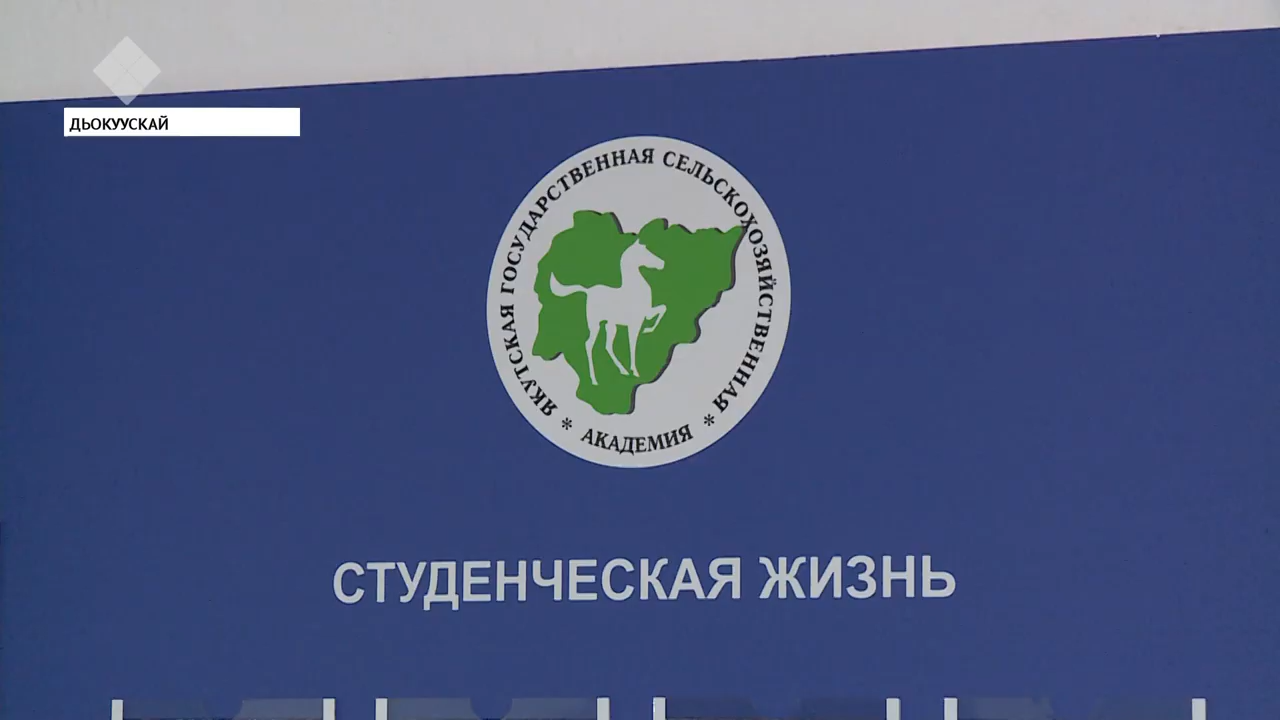 ДЬОКУУСКАЙ
ЯКУТСКАЯ ГОСУДАРСТВЕННАЯ СЕЛЬСКОХОЗЯЙСТВЕННАЯ
* АКАДЕМИЯ *
СТУДЕНЧЕСКАЯ ЖИЗНЬ